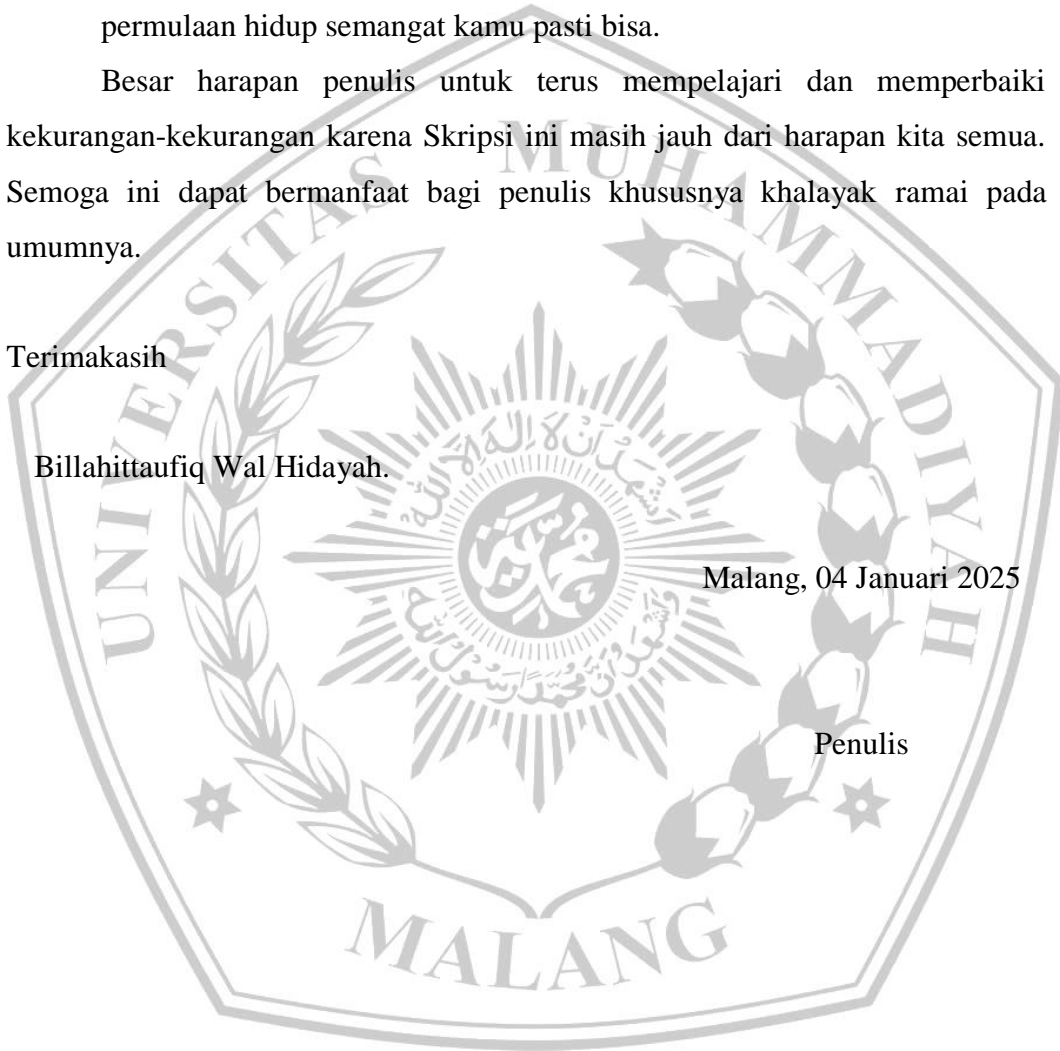 permulaan hidup semangat kamu pasti bisa.
Besar harapan penulis untuk terus mempelajari dan memperbaiki
kekurangan-kekurangan karena Skripsi ini masih jauh dari harapan kita semua.
Semoga ini dapat bermanfaat bagi penulis khususnya khalayak ramai pada
umumnya.
Terimakasih
Billahittaufiq Wal Hidayah.
Malang, 04 Januari 2025
Penulis
UNIVERSITAS MUHAMMADIYAH
MALANG